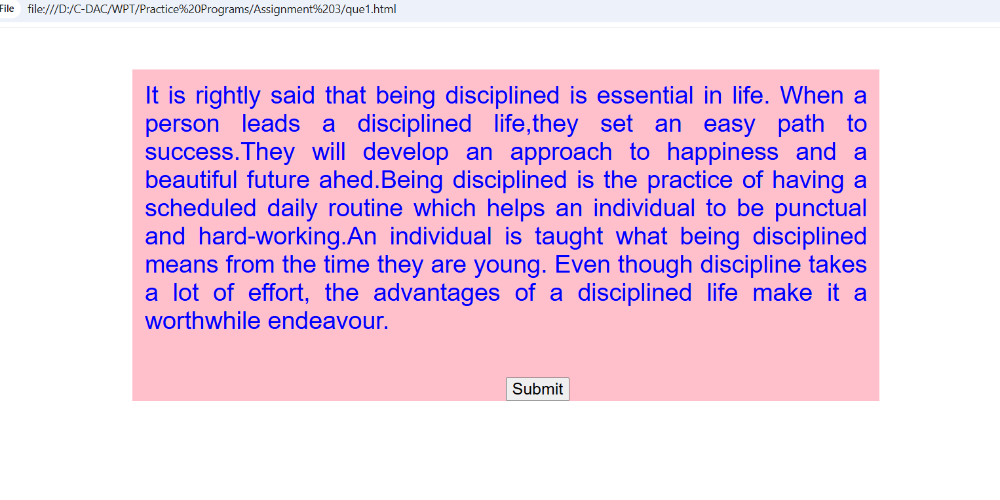 File file:///D:/C-DAC/WPT/Practice%20Programs/Assignment%203/que1.html
It is rightly said that being disciplined is essential in life. When a
person leads a disciplined life,they set an easy path to
success.They will develop an approach to happiness and a
beautiful future ahed.Being disciplined is the practice of having a
scheduled daily routine which helps an individual to be punctual
and hard-working.An individual is taught what being disciplined
means from the time they are young. Even though discipline takes
a lot of effort, the advantages of a disciplined life make it a
worthwhile endeavour.
Submit